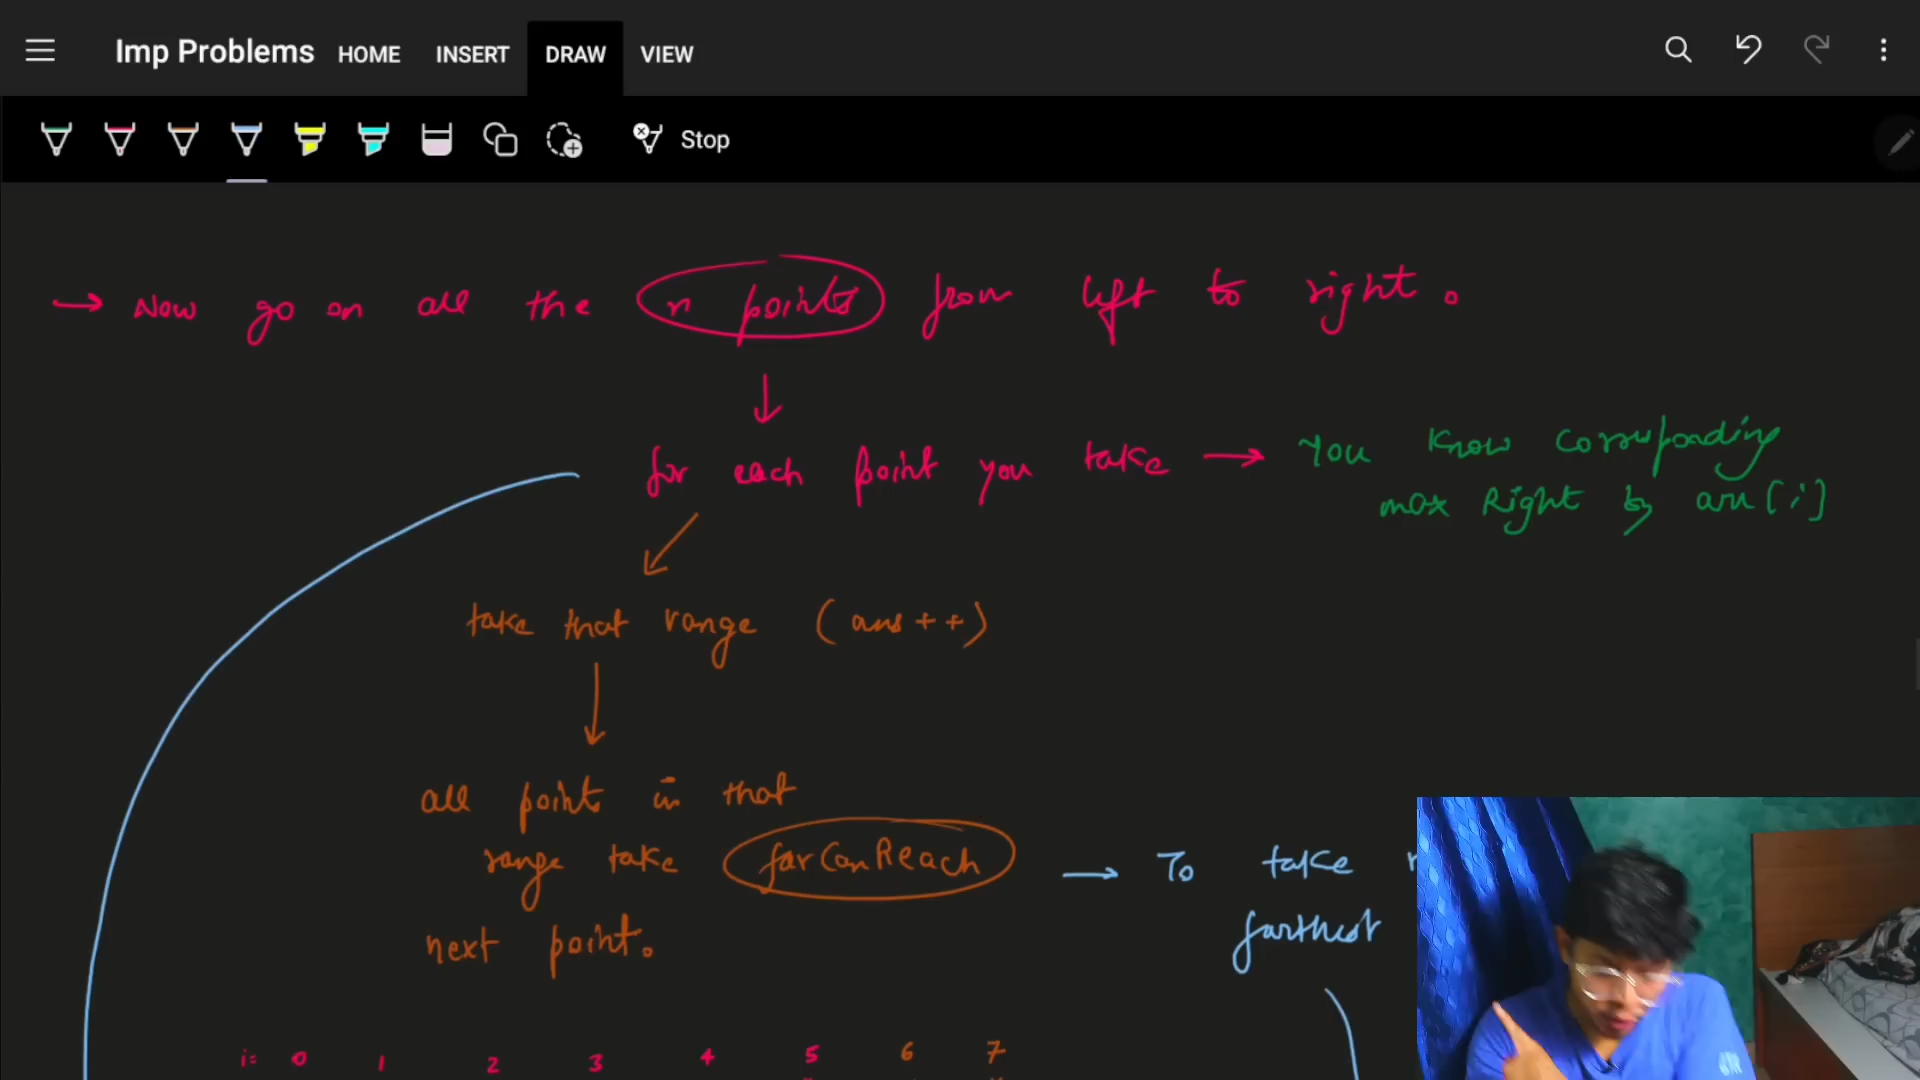 Imp Problems HOME INSERT DRAW VIEW
Stop
→ Now go on all the n points from left to right.
for each point you take → You know corresponding
max Right by arr[i]
take that range (ans++)
all points in that
range take farCanReach → To take
farthest
next point.
i= 0 1 2 3 4 5 6 7